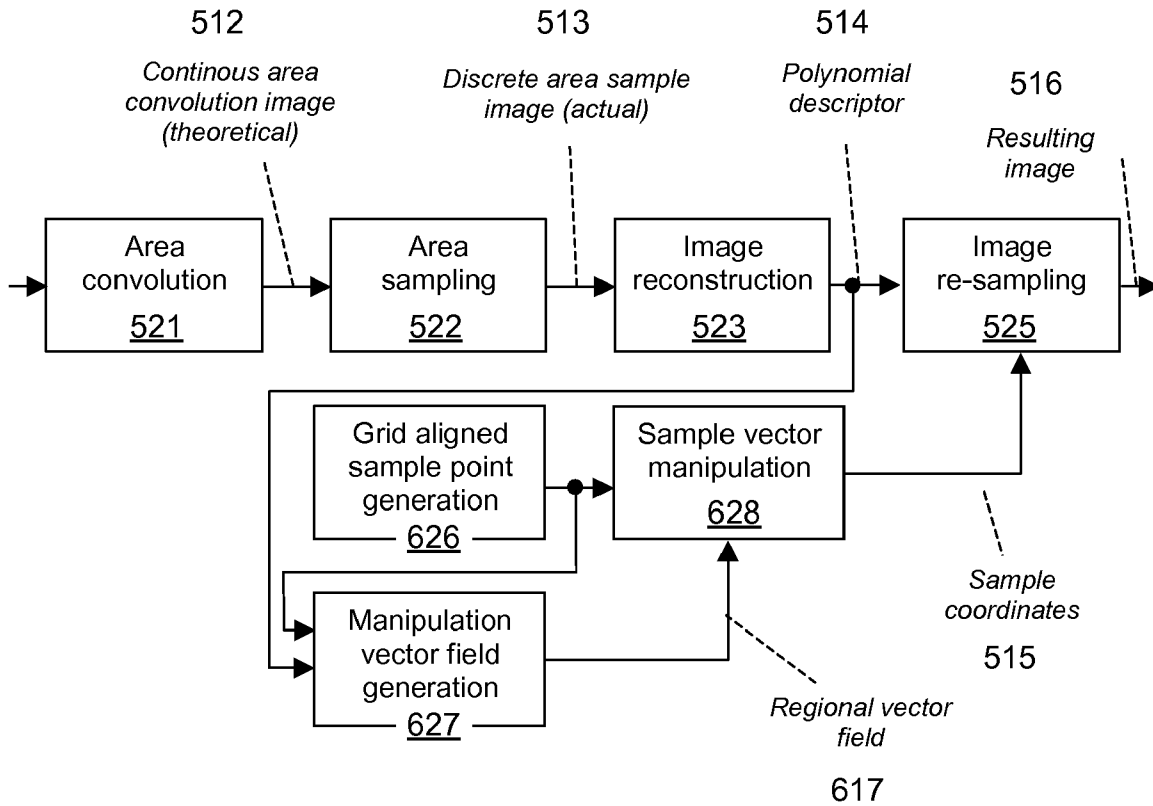 512
Continous area
convolution image
(theoretical)
513
Discrete area sample
image (actual)
514
Polynomial
descriptor
516
Resulting
image
Area
convolution
521
Area
sampling
522
Image
reconstruction
523
Image
re-sampling
525
Grid aligned
sample point
generation
626
Sample vector
manipulation
628
Manipulation
vector field
generation
627
Sample
coordinates
515
Regional vector
field
617